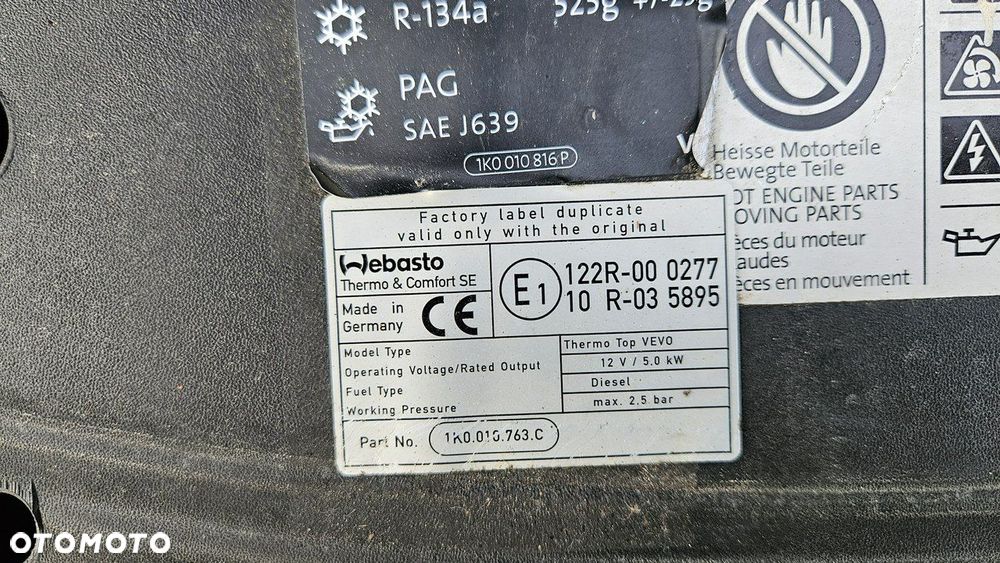 R-134a 525g +/-25g
PAG
SAE J639
1K0 010 816 P
Heisse Motorteile
Bewegte Teile
OT ENGINE PARTS
OVING PARTS
èces du moteur
audes
èces en mouvement
Factory label duplicate
valid only with the original
Webasto
Thermo & Comfort SE
Made in
Germany
CE
E1
122R-00 0277
10 R-03 5895
Model Type Thermo Top VEVO
Operating Voltage/Rated Output 12 V / 5.0 kW
Fuel Type Diesel
Working Pressure max. 2,5 bar
Part No. 1K0.010.763.C
OTOMOTO